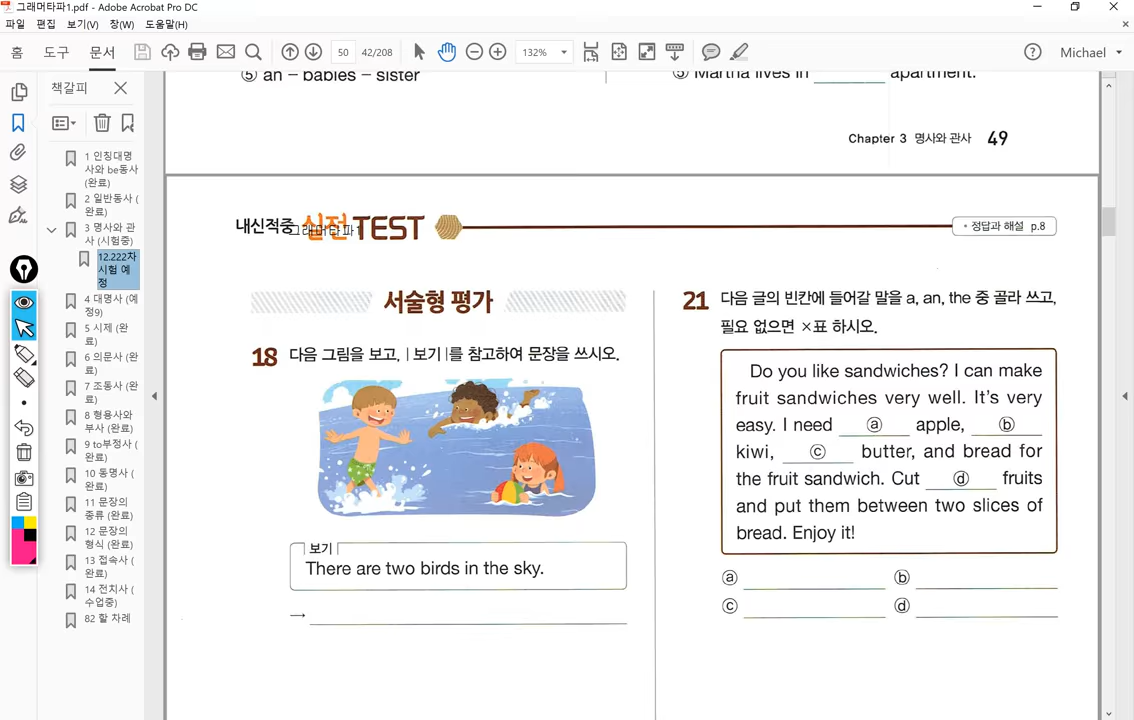 그래머타파1.pdf - Adobe Acrobat Pro DC
파일 편집 보기(V) 창(W) 도움말(H)
홈 도구 문서 50 42/208 132% Michael
책갈피
1 인칭대명
사와 be동사
(완료)
2 일반동사 (
완료)
3 명사와 관
사 (시험중)
12.222차
시험 예
정
4 대명사 (예
정9)
5 시제 (완
료)
6 의문사 (완
료)
7 조동사 (완
료)
8 형용사와
부사 (완료)
9 to부정사 (
완료)
10 동명사 (
완료)
11 문장의
종류 (완료)
12 문장의
형식 (완료)
13 접속사 (
완료)
14 전치사 (
수업중)
82 할 차례
⑤ an – babies – sister
⑤ Martha lives in ________ apartment.
Chapter 3 명사와 관사 49
내신적중 실전 TEST
그래머타파1
• 정답과 해설 p.8
서술형 평가
18 다음 그림을 보고, |보기|를 참고하여 문장을 쓰시오.
보기
There are two birds in the sky.
→
21 다음 글의 빈칸에 들어갈 말을 a, an, the 중 골라 쓰고,
필요 없으면 ×표 하시오.
Do you like sandwiches? I can make
fruit sandwiches very well. It's very
easy. I need ⓐ apple, ⓑ
kiwi, ⓒ butter, and bread for
the fruit sandwich. Cut ⓓ fruits
and put them between two slices of
bread. Enjoy it!
ⓐ ⓑ
ⓒ ⓓ